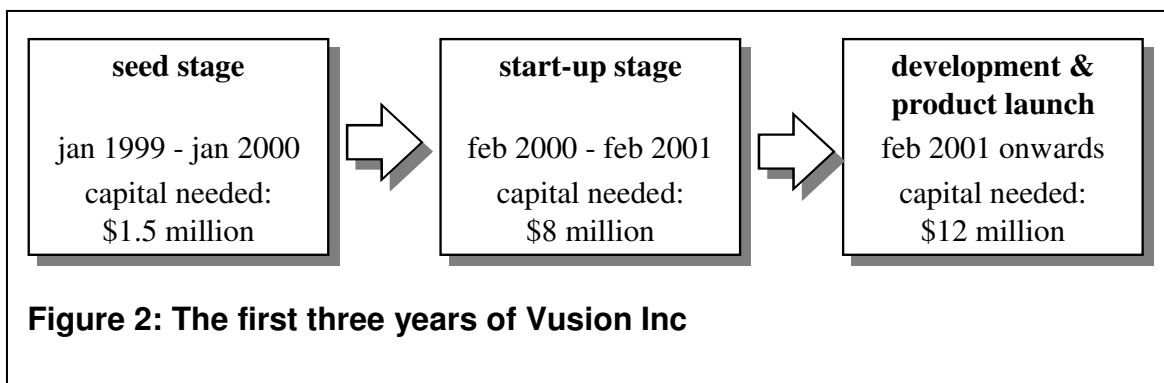 seed stage
jan 1999 - jan 2000
capital needed:
$1.5 million
start-up stage
feb 2000 - feb 2001
capital needed:
$8 million
development &
product launch
feb 2001 onwards
capital needed:
$12 million
Figure 2: The first three years of Vusion Inc